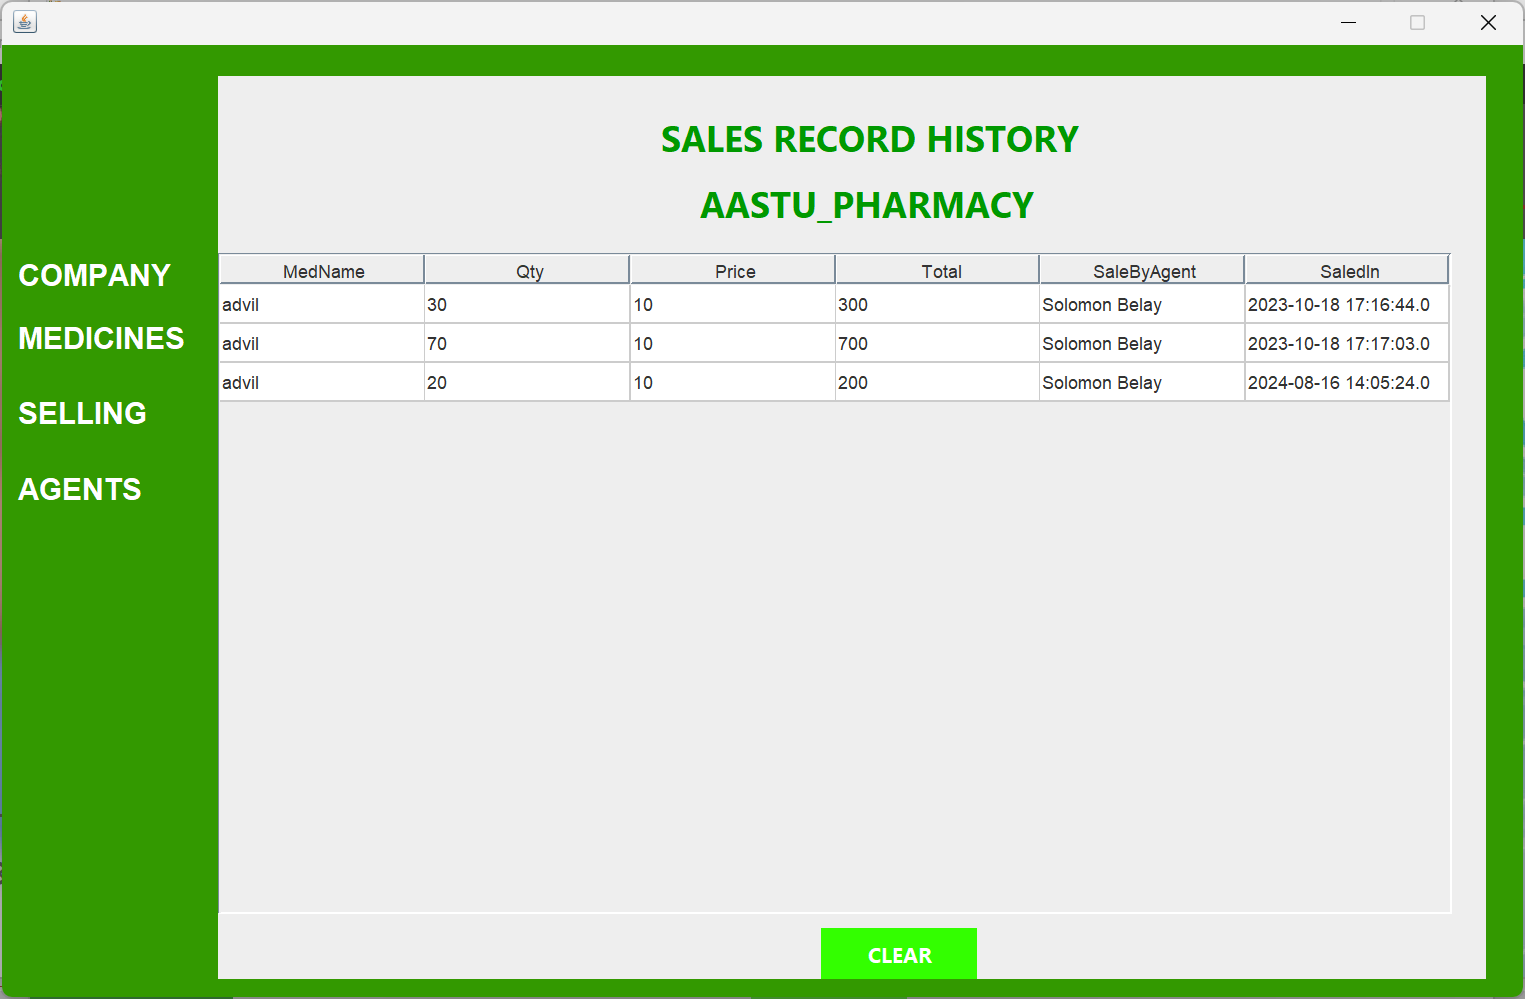 SALES RECORD HISTORY
AASTU_PHARMACY
COMPANY
MEDICINES
SELLING
AGENTS
MedName Qty Price Total SaleByAgent SaledIn
advil 30 10 300 Solomon Belay 2023-10-18 17:16:44.0
advil 70 10 700 Solomon Belay 2023-10-18 17:17:03.0
advil 20 10 200 Solomon Belay 2024-08-16 14:05:24.0
CLEAR